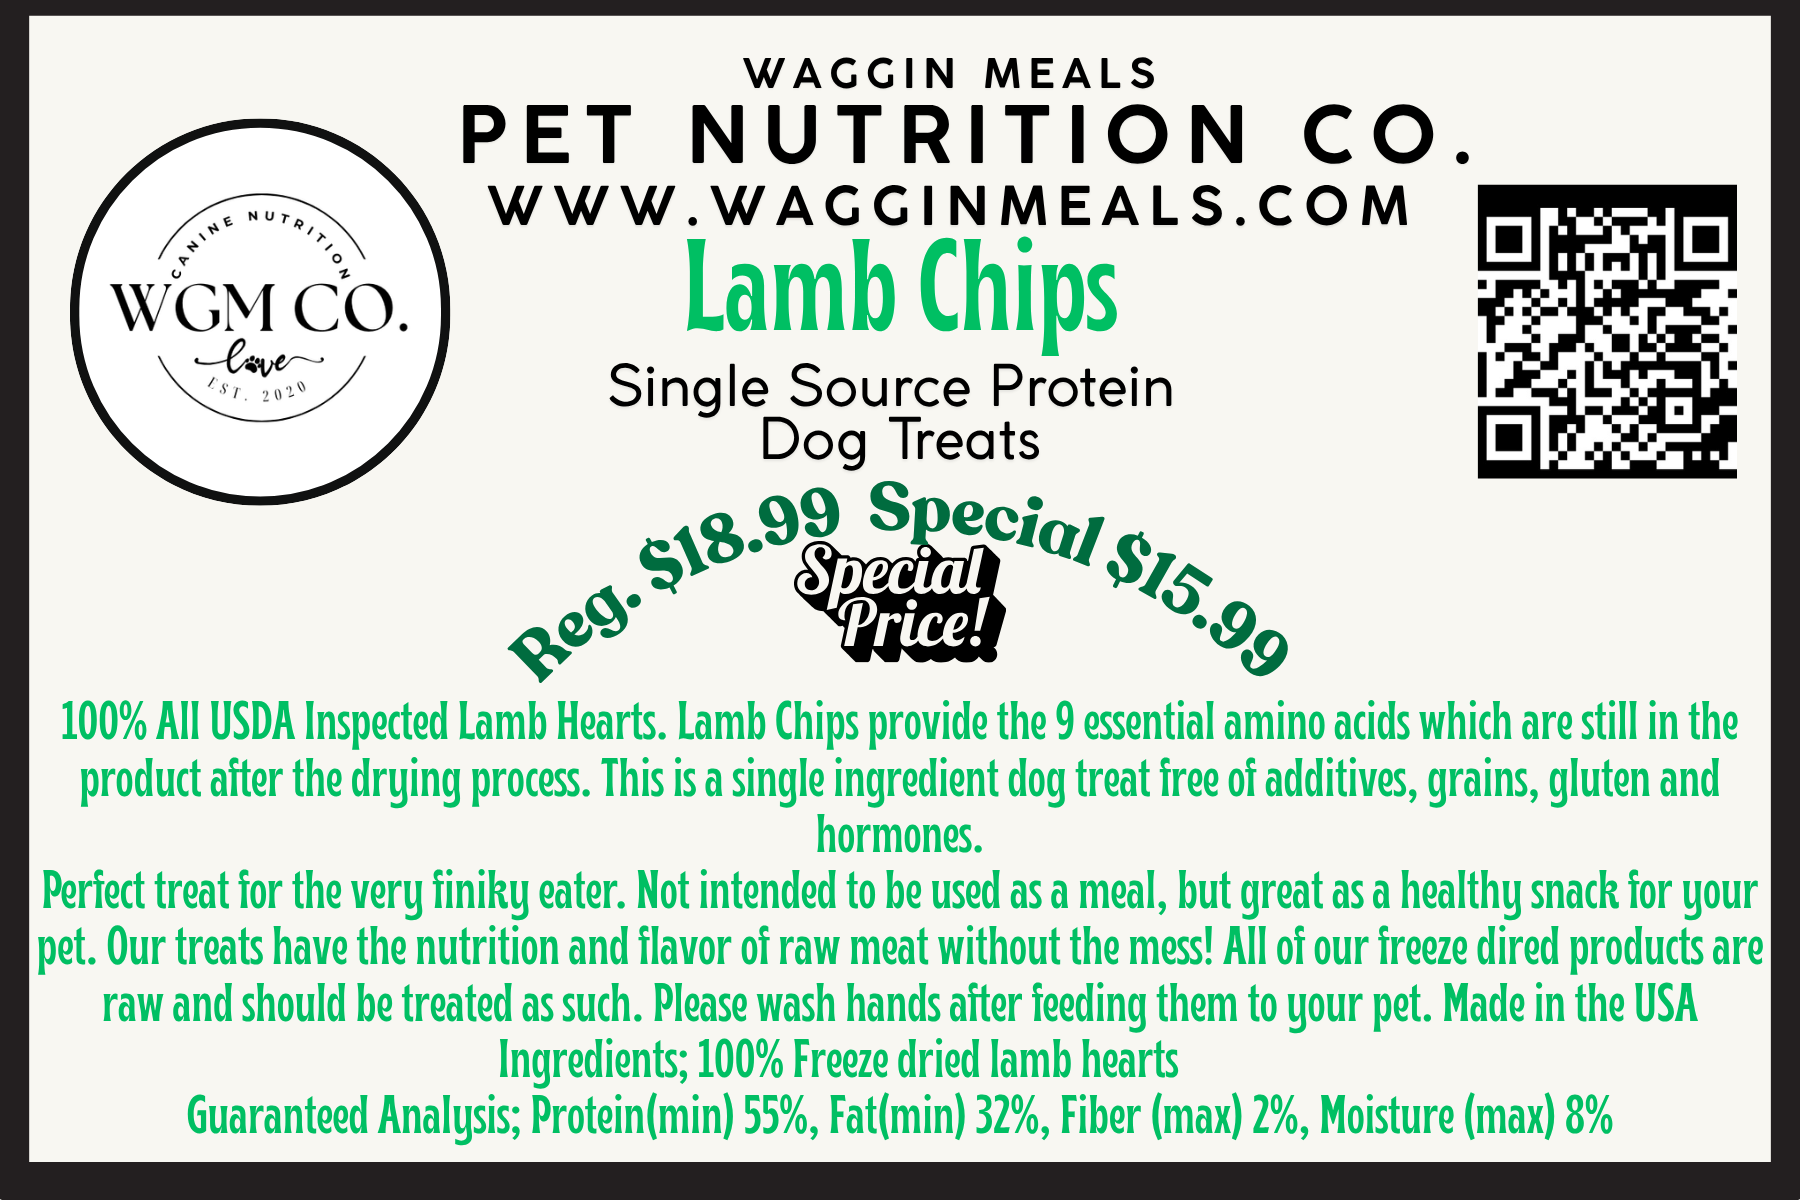 WAGGIN MEALS
PET NUTRITION CO.
WWW.WAGGINMEALS.COM
CANINE NUTRITION
WGM CO.
love
EST. 2020
Lamb Chips
Single Source Protein
Dog Treats
Reg. $18.99 Special $15.99
Special
Price!
100% All USDA Inspected Lamb Hearts. Lamb Chips provide the 9 essential amino acids which are still in the
product after the drying process. This is a single ingredient dog treat free of additives, grains, gluten and
hormones.
Perfect treat for the very finiky eater. Not intended to be used as a meal, but great as a healthy snack for your
pet. Our treats have the nutrition and flavor of raw meat without the mess! All of our freeze dired products are
raw and should be treated as such. Please wash hands after feeding them to your pet. Made in the USA
Ingredients; 100% Freeze dried lamb hearts
Guaranteed Analysis; Protein(min) 55%, Fat(min) 32%, Fiber (max) 2%, Moisture (max) 8%